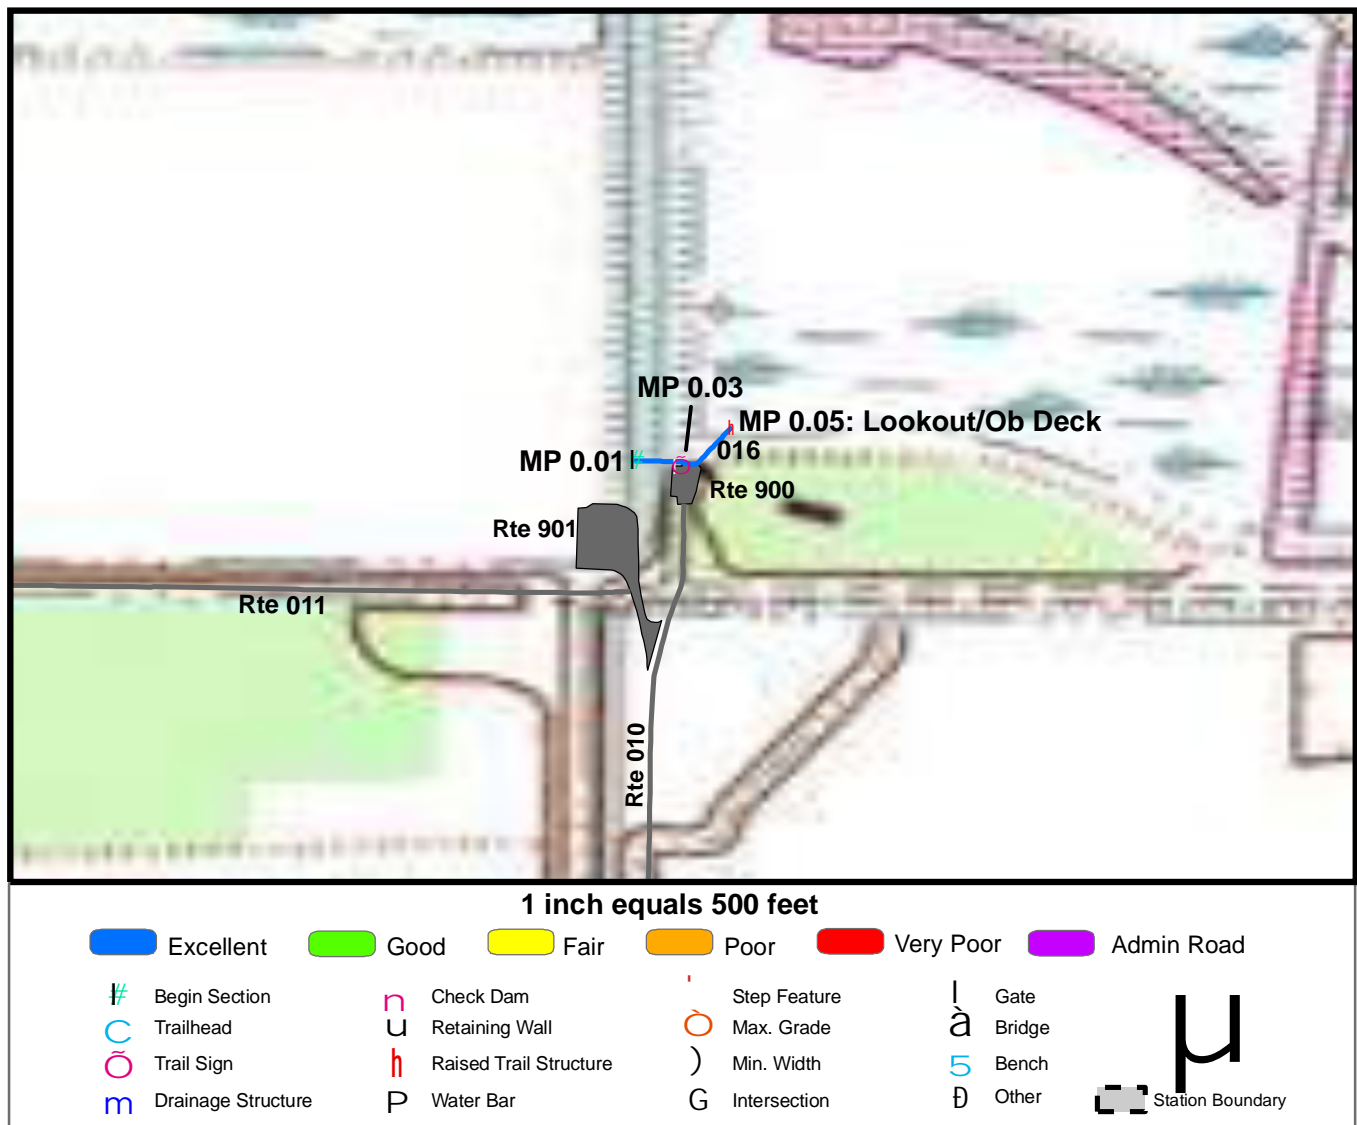 MP 0.03
MP 0.05: Lookout/Ob Deck
016
MP 0.01
Rte 900
Rte 901
Rte 011
Rte 010
1 inch equals 500 feet
Excellent Good Fair Poor Very Poor Admin Road
# Begin Section n Check Dam ' Step Feature l Gate
C Trailhead u Retaining Wall Ò Max. Grade à Bridge
Õ Trail Sign h Raised Trail Structure ) Min. Width 5 Bench
m Drainage Structure P Water Bar G Intersection Ð Other Station Boundary
µ